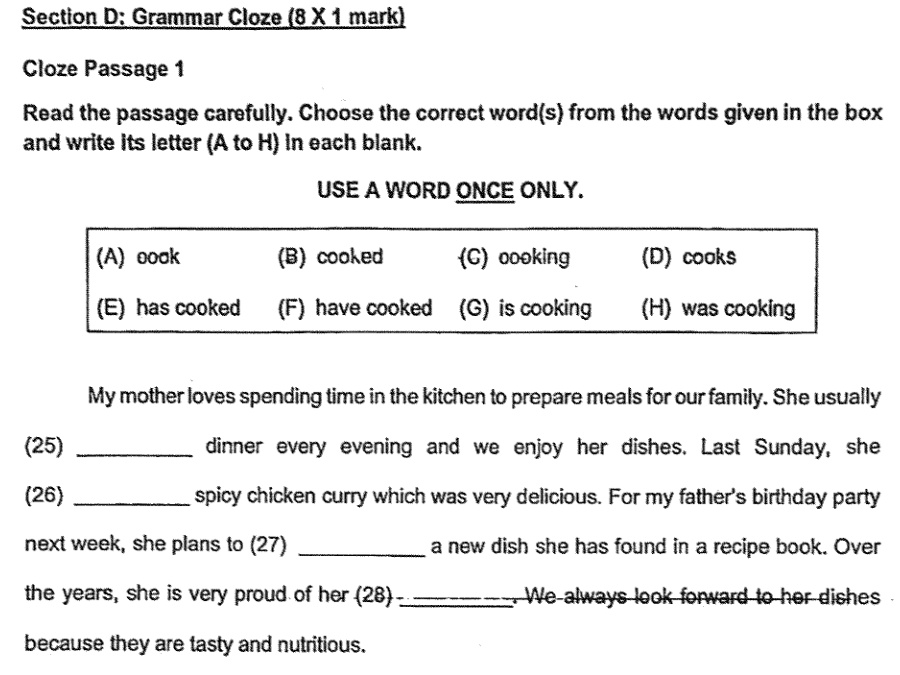 Section D: Grammar Cloze (8 X 1 mark)
Cloze Passage 1
Read the passage carefully. Choose the correct word(s) from the words given in the box
and write its letter (A to H) in each blank.
USE A WORD ONCE ONLY.
(A) cook (B) cooked (C) cooking (D) cooks
(E) has cooked (F) have cooked (G) is cooking (H) was cooking
My mother loves spending time in the kitchen to prepare meals for our family. She usually
(25) __________ dinner every evening and we enjoy her dishes. Last Sunday, she
(26) __________ spicy chicken curry which was very delicious. For my father's birthday party
next week, she plans to (27) ___________ a new dish she has found in a recipe book. Over
the years, she is very proud of her (28) __________. We always look forward to her dishes
because they are tasty and nutritious.